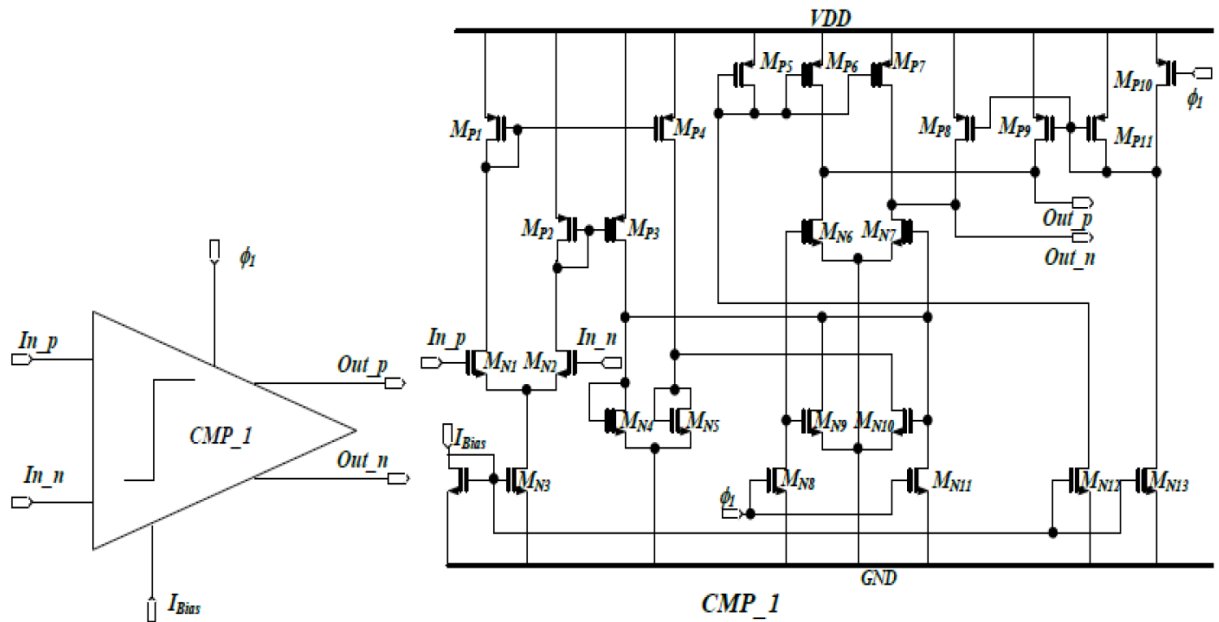 ϕ1
In_p
In_n
CMP_1
Out_p
Out_n
IBias
VDD
MP5
MP6
MP7
MP10
ϕ1
MP1
MP4
MP8
MP9
MP11
MP2
MP3
Out_p
Out_n
MN6
MN7
In_p
In_n
MN1
MN2
MN4
MN5
MN9
MN10
IBias
MN3
MN8
MN11
MN12
MN13
ϕ1
GND
CMP_1